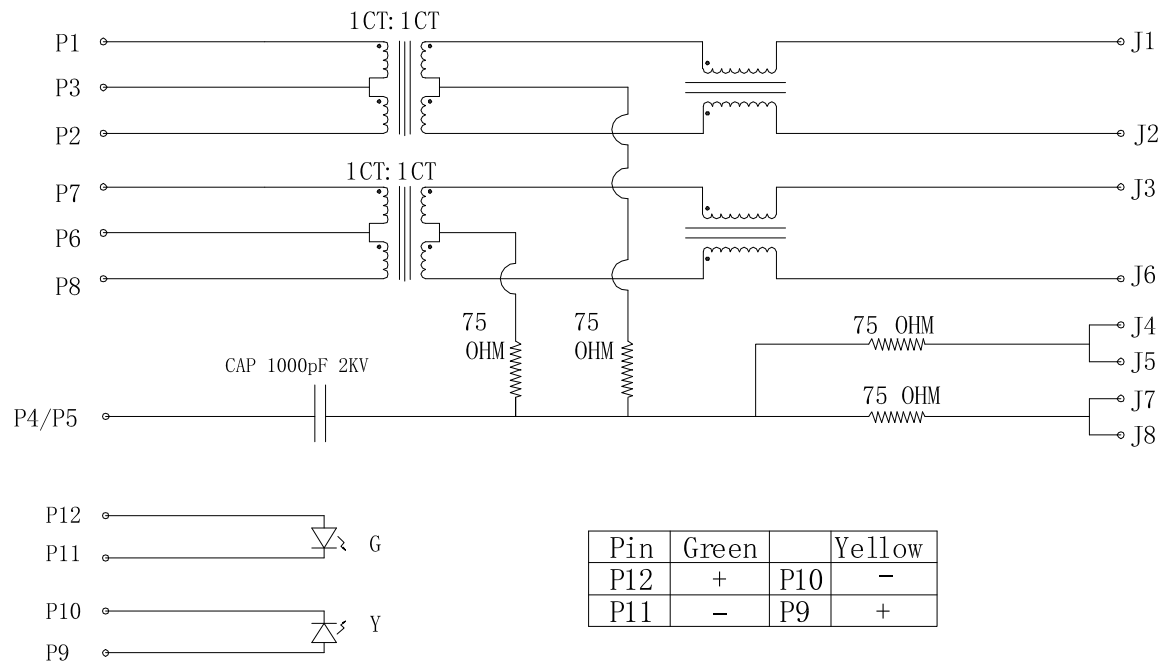 1CT: 1CT
P1
J1
P3
P2
J2
1CT: 1CT
P7
J3
P6
P8
J6
75 OHM
75 OHM
75 OHM
J4
J5
CAP 1000pF 2KV
75 OHM
J7
P4/P5
J8
P12
G
P11
P10
Y
P9
Pin Green Yellow
P12 + P10 -
P11 - P9 +